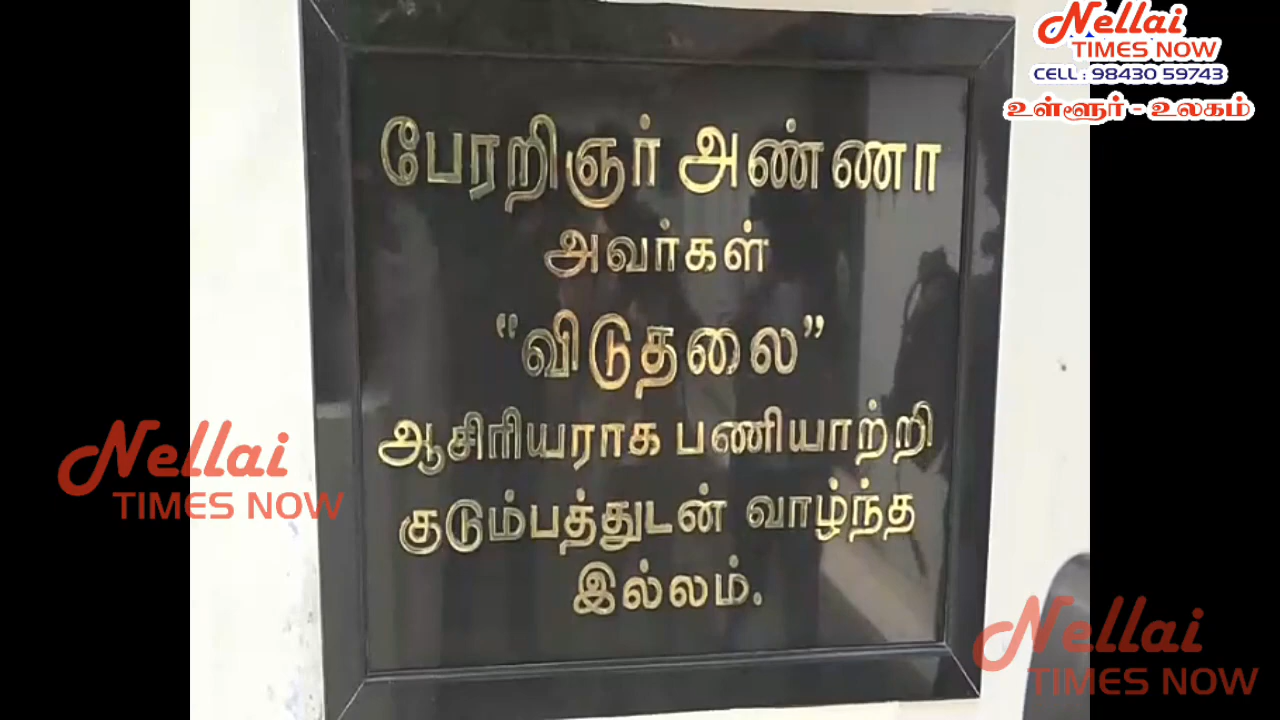 Nellai
TIMES NOW
CELL : 98430 59743
உள்ளூர் - உலகம்
பேரறிஞர் அண்ணா
அவர்கள்
“விடுதலை”
ஆசிரியராக பணியாற்றி
குடும்பத்துடன் வாழ்ந்த
இல்லம்.
Nellai
TIMES NOW
Nellai
TIMES NOW